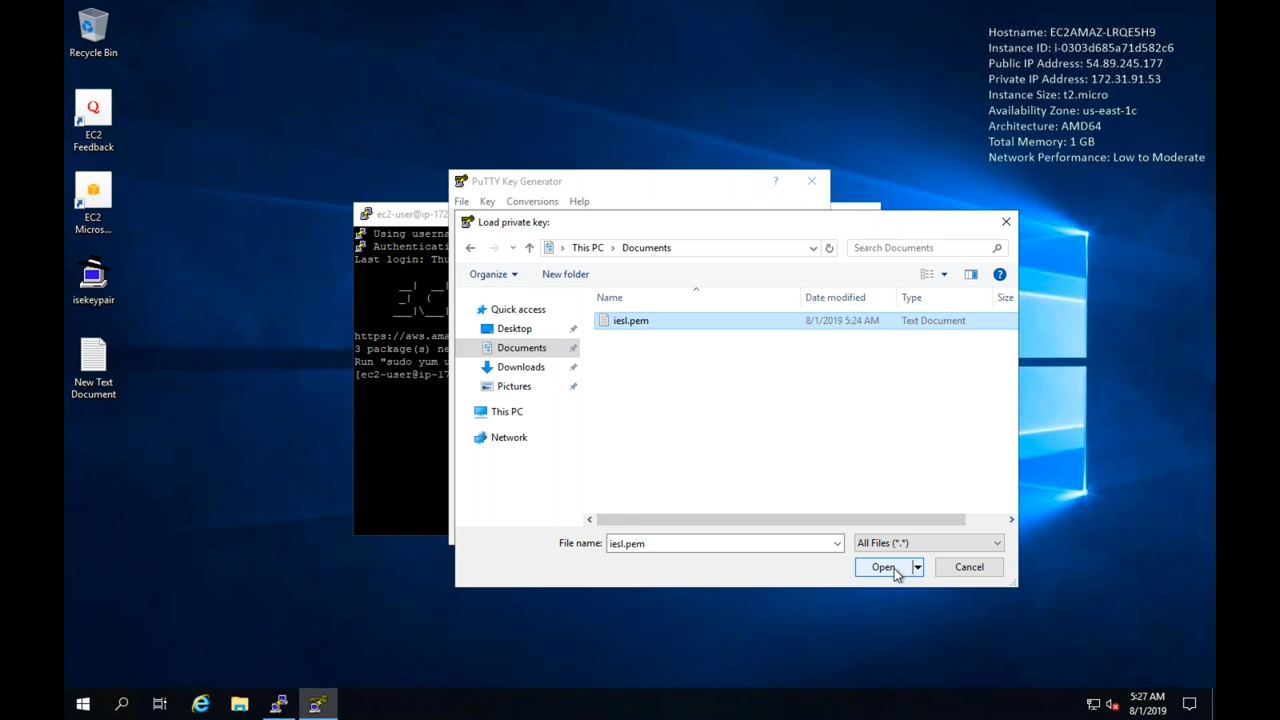 Recycle Bin
EC2
Feedback
EC2
Micros...
isekeypair
New Text
Document
Hostname: EC2AMAZ-LRQE5H9
Instance ID: i-0303d685a71d582c6
Public IP Address: 54.89.245.177
Private IP Address: 172.31.91.53
Instance Size: t2.micro
Availability Zone: us-east-1c
Architecture: AMD64
Total Memory: 1 GB
Network Performance: Low to Moderate
PuTTY Key Generator
File Key Conversions Help
ec2-user@ip-172
Using userna
Authenticati
Last login: Thu
https://aws.ama
3 package(s) ne
Run "sudo yum u
[ec2-user@ip-17
Load private key:
This PC > Documents
Search Documents
Organize
New folder
Quick access
Desktop
Documents
Downloads
Pictures
This PC
Network
Name Date modified Type Size
iesl.pem 8/1/2019 5:24 AM Text Document
File name: iesl.pem All Files (*.*)
Open Cancel
5:27 AM
8/1/2019